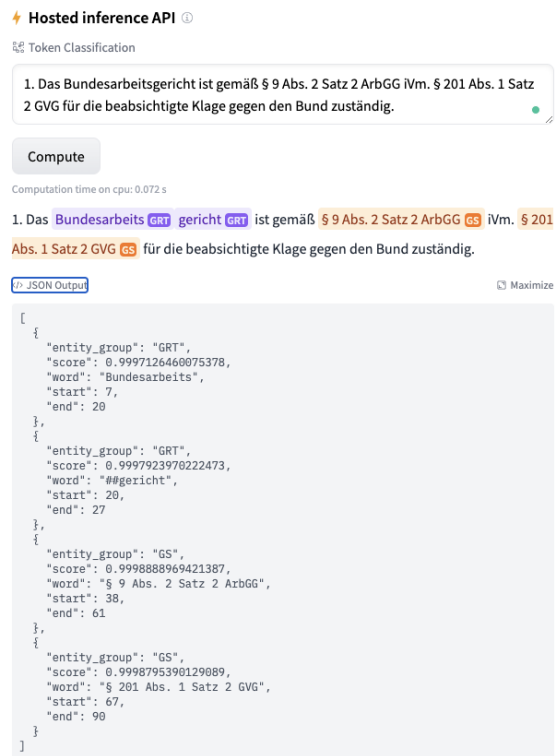 Hosted inference API
Token Classification
1. Das Bundesarbeitsgericht ist gemäß § 9 Abs. 2 Satz 2 ArbGG iVm. § 201 Abs. 1 Satz
2 GVG für die beabsichtigte Klage gegen den Bund zuständig.
Compute
Computation time on cpu: 0.072 s
1. Das Bundesarbeits GRT gericht GRT ist gemäß § 9 Abs. 2 Satz 2 ArbGG GS iVm. § 201
Abs. 1 Satz 2 GVG GS für die beabsichtigte Klage gegen den Bund zuständig.
</> JSON Output Maximize
[
{
"entity_group": "GRT",
"score": 0.9997126460075378,
"word": "Bundesarbeits",
"start": 7,
"end": 20
},
{
"entity_group": "GRT",
"score": 0.9997923970222473,
"word": "##gericht",
"start": 20,
"end": 27
},
{
"entity_group": "GS",
"score": 0.9998888969421387,
"word": "§ 9 Abs. 2 Satz 2 ArbGG",
"start": 38,
"end": 61
},
{
"entity_group": "GS",
"score": 0.9998795390129089,
"word": "§ 201 Abs. 1 Satz 2 GVG",
"start": 67,
"end": 90
}
]